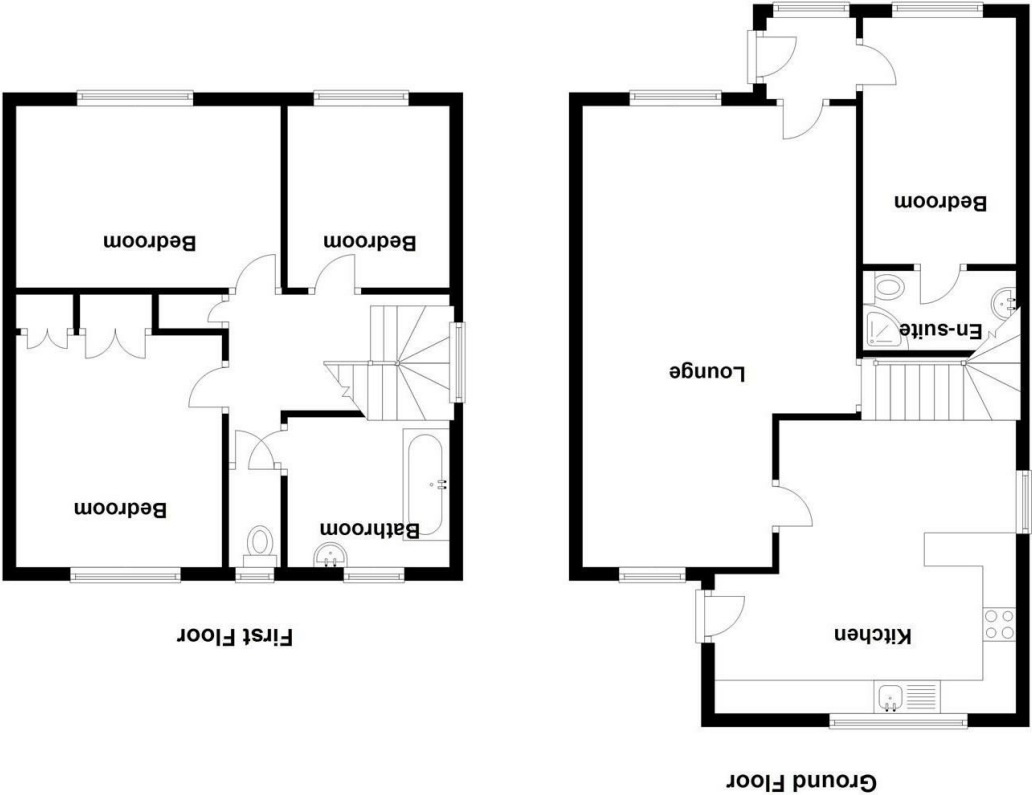 Ground Floor
Kitchen
Lounge
En-suite
Bedroom
First Floor
Bathroom
Bedroom
Bedroom
Bedroom